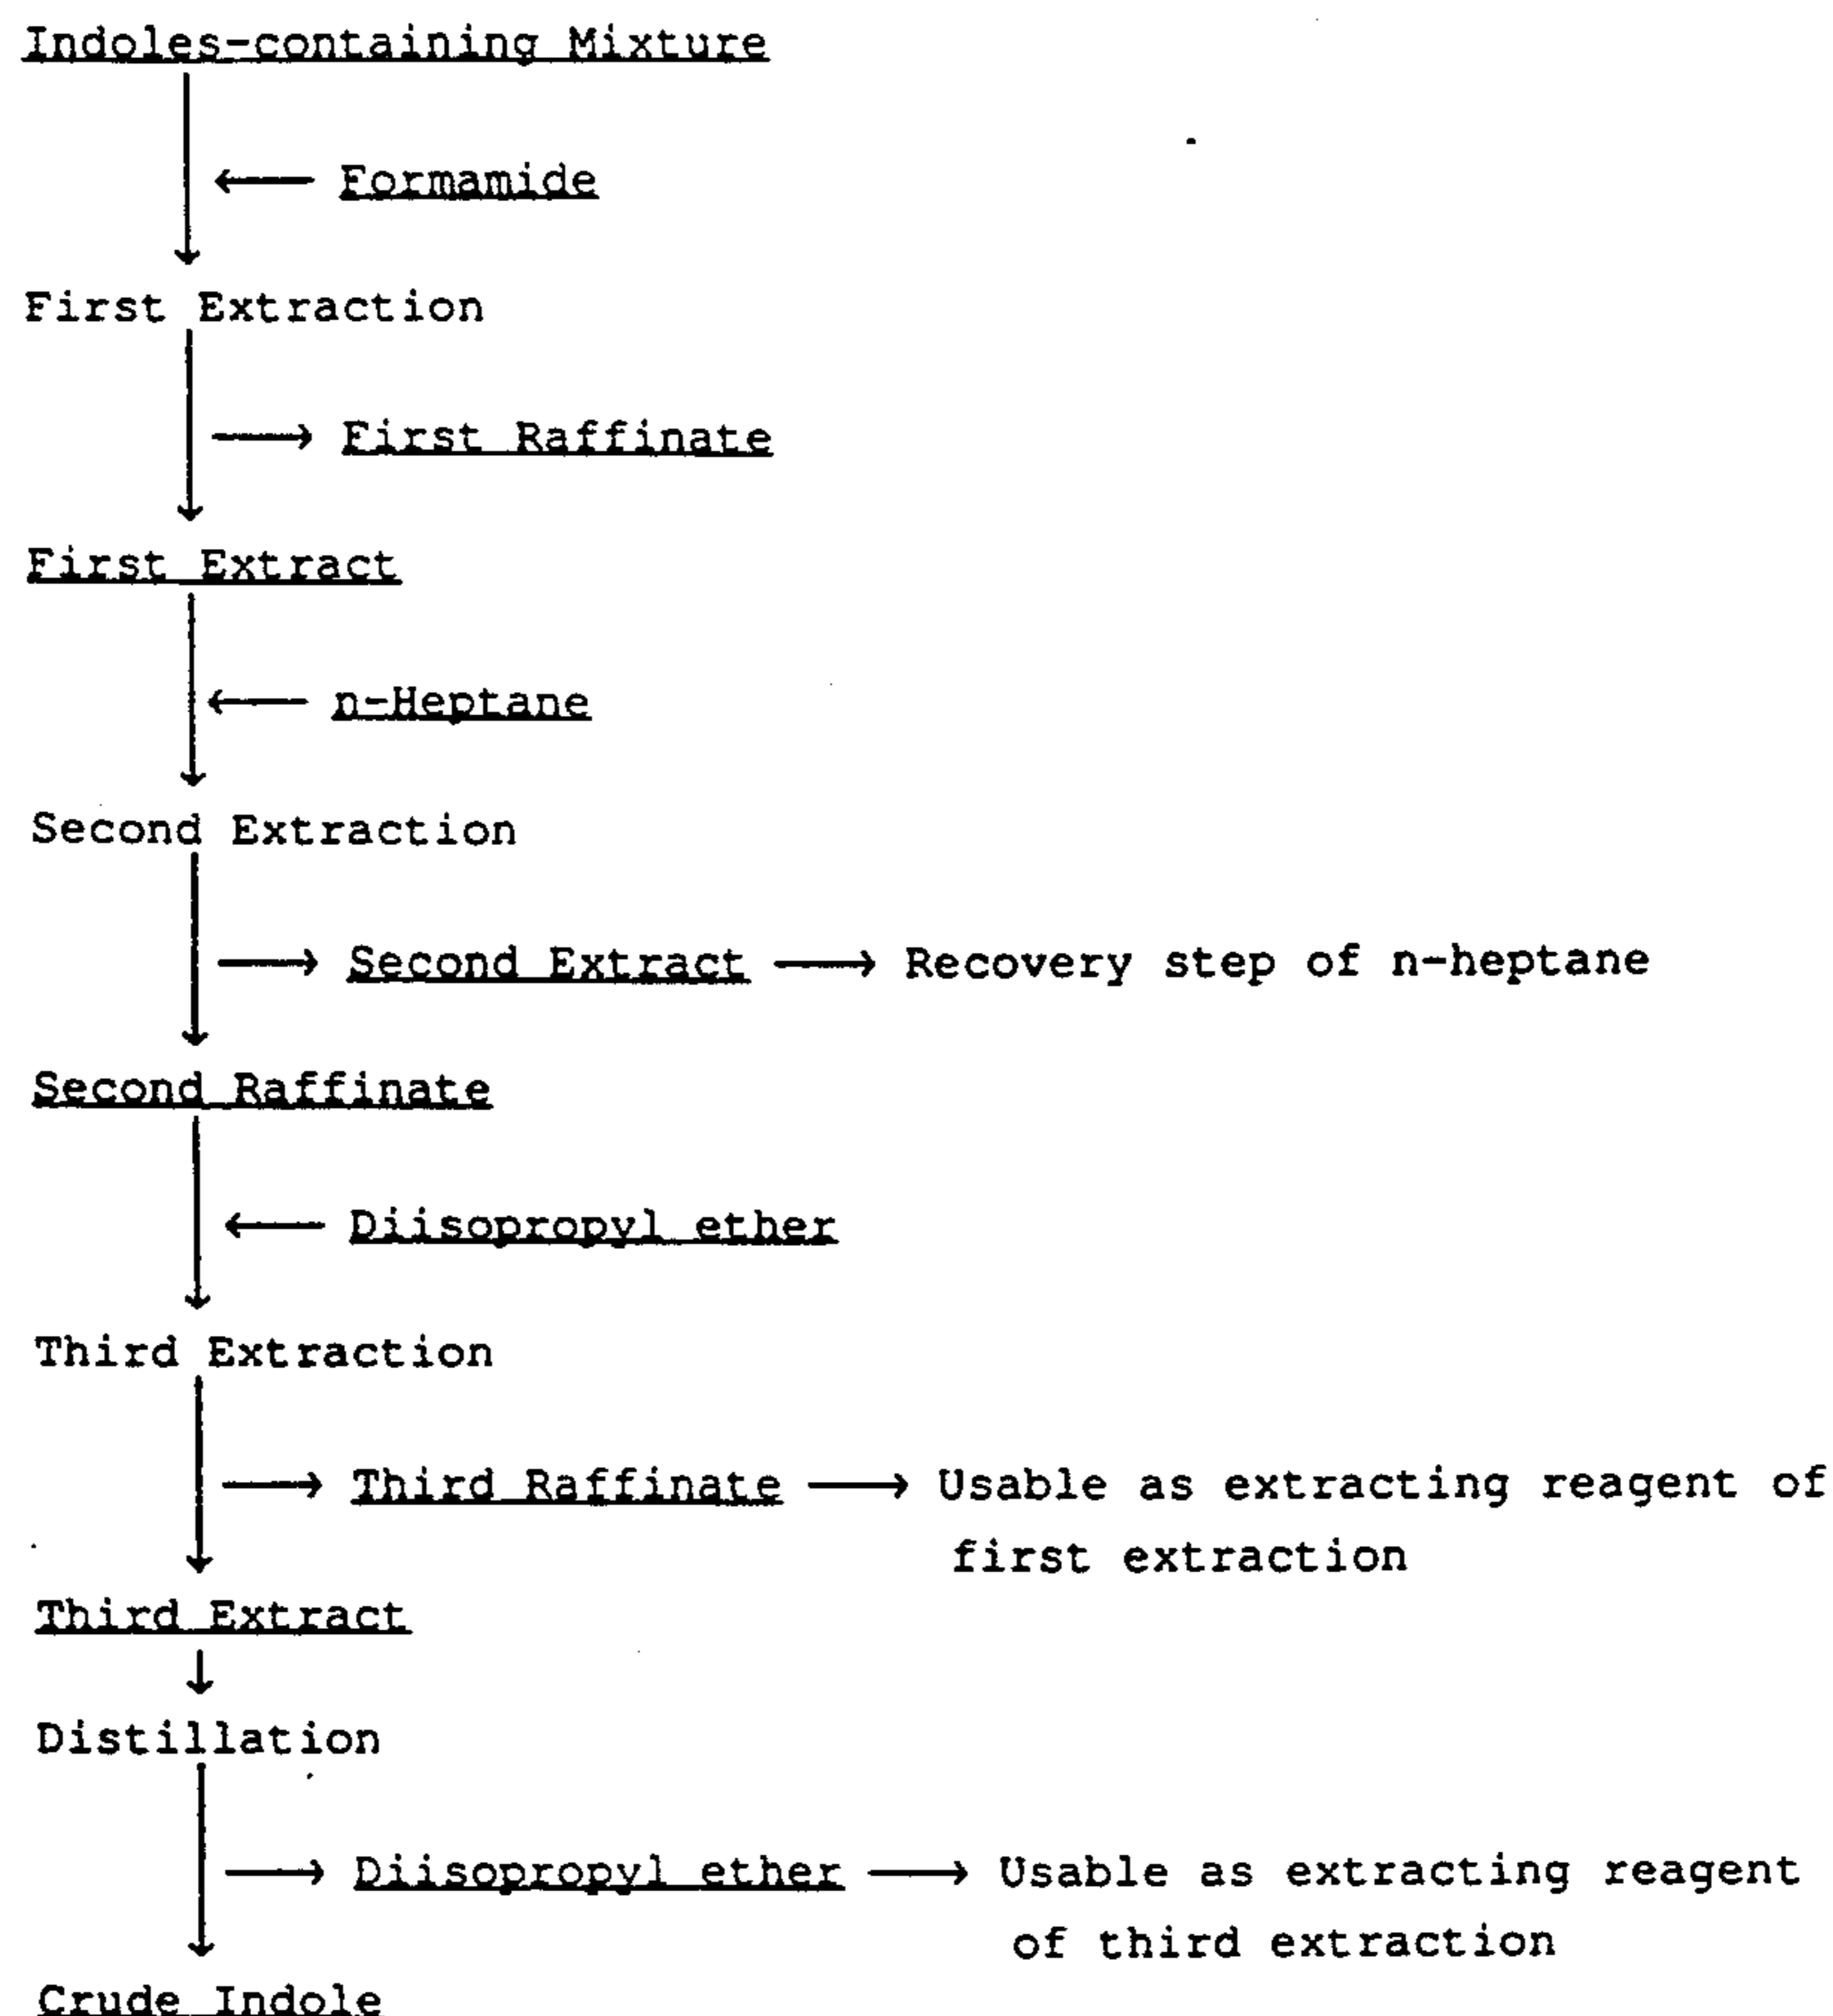 Indoles-containing Mixture
Formamide
First Extraction
First Raffinate
First Extract
n-Heptane
Second Extraction
Second Extract Recovery step of n-heptane
Second Raffinate
Diisopropyl ether
Third Extraction
Third Raffinate Usable as extracting reagent of
first extraction
Third Extract
Distillation
Diisopropyl ether Usable as extracting reagent
of third extraction
Crude Indole